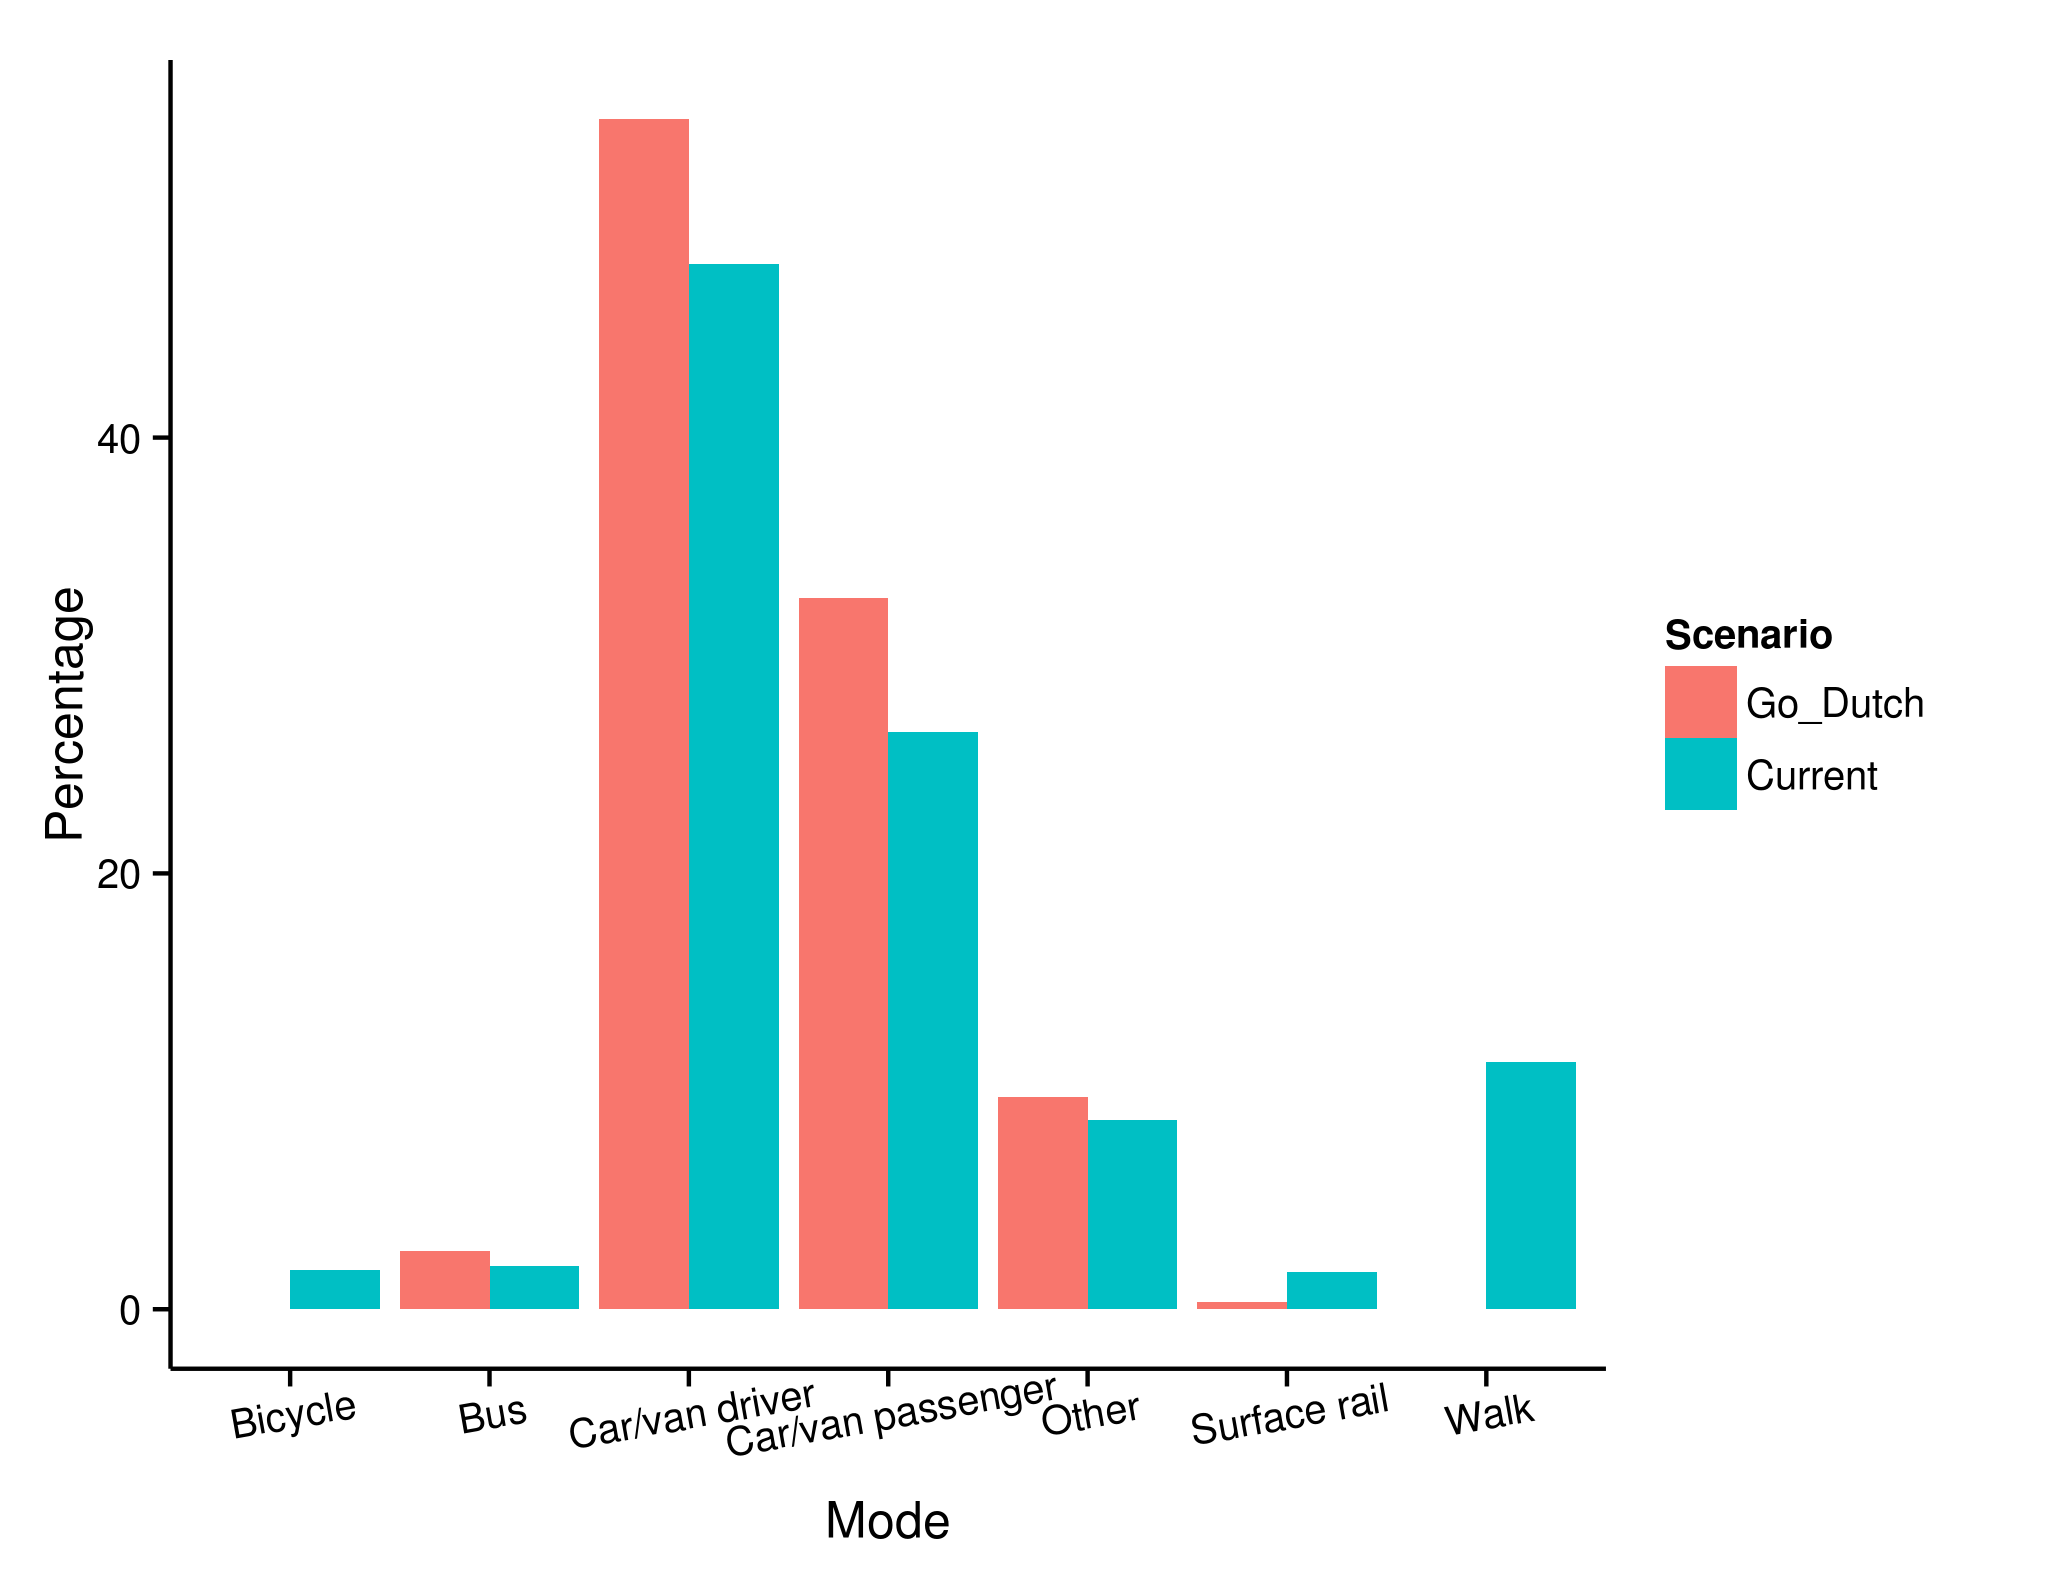 Percentage
40
20
0
Bicycle
Bus
Car/van driver
Car/van passenger
Other
Surface rail
Walk
Mode
Scenario
Go_Dutch
Current